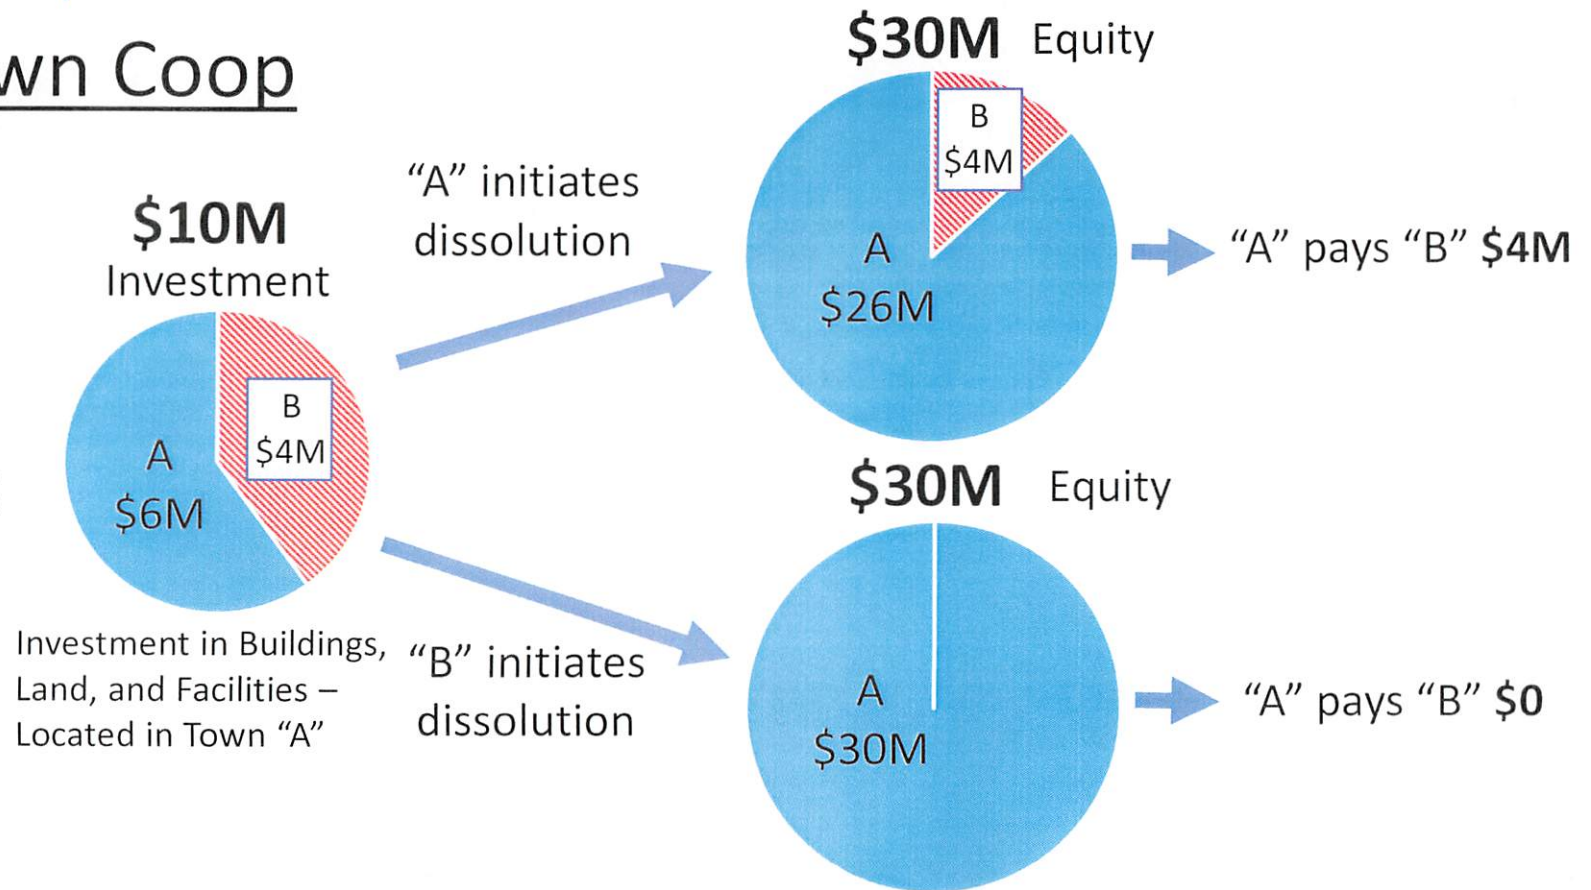 wn Coop
$10M
Investment
A
$6M
B
$4M
Investment in Buildings,
Land, and Facilities –
Located in Town “A”
“A” initiates
dissolution
$30M Equity
B
$4M
A
$26M
“A” pays “B” $4M
“B” initiates
dissolution
$30M Equity
A
$30M
“A” pays “B” $0